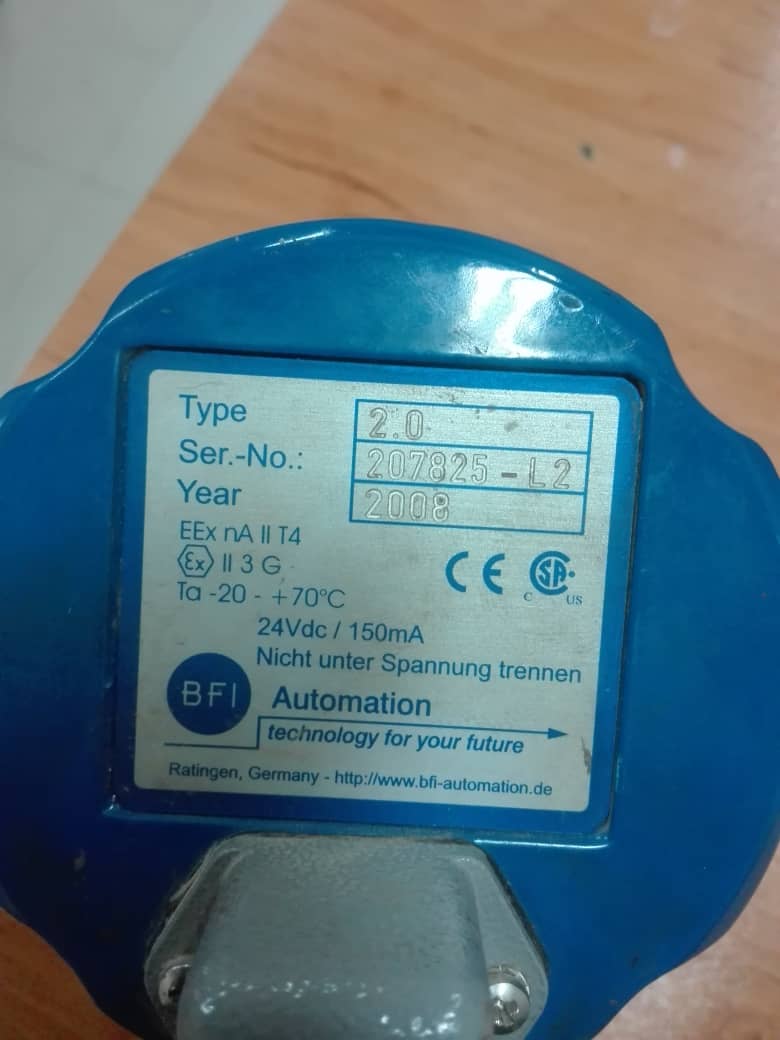 Type 2.0
Ser.-No.: 207825-L2
Year 2008
EEx nA II T4
Ex II 3 G
CE
SA
C US
Ta -20 - +70°C
24Vdc / 150mA
Nicht unter Spannung trennen
BFI Automation
technology for your future
Ratingen, Germany - http://www.bfi-automation.de